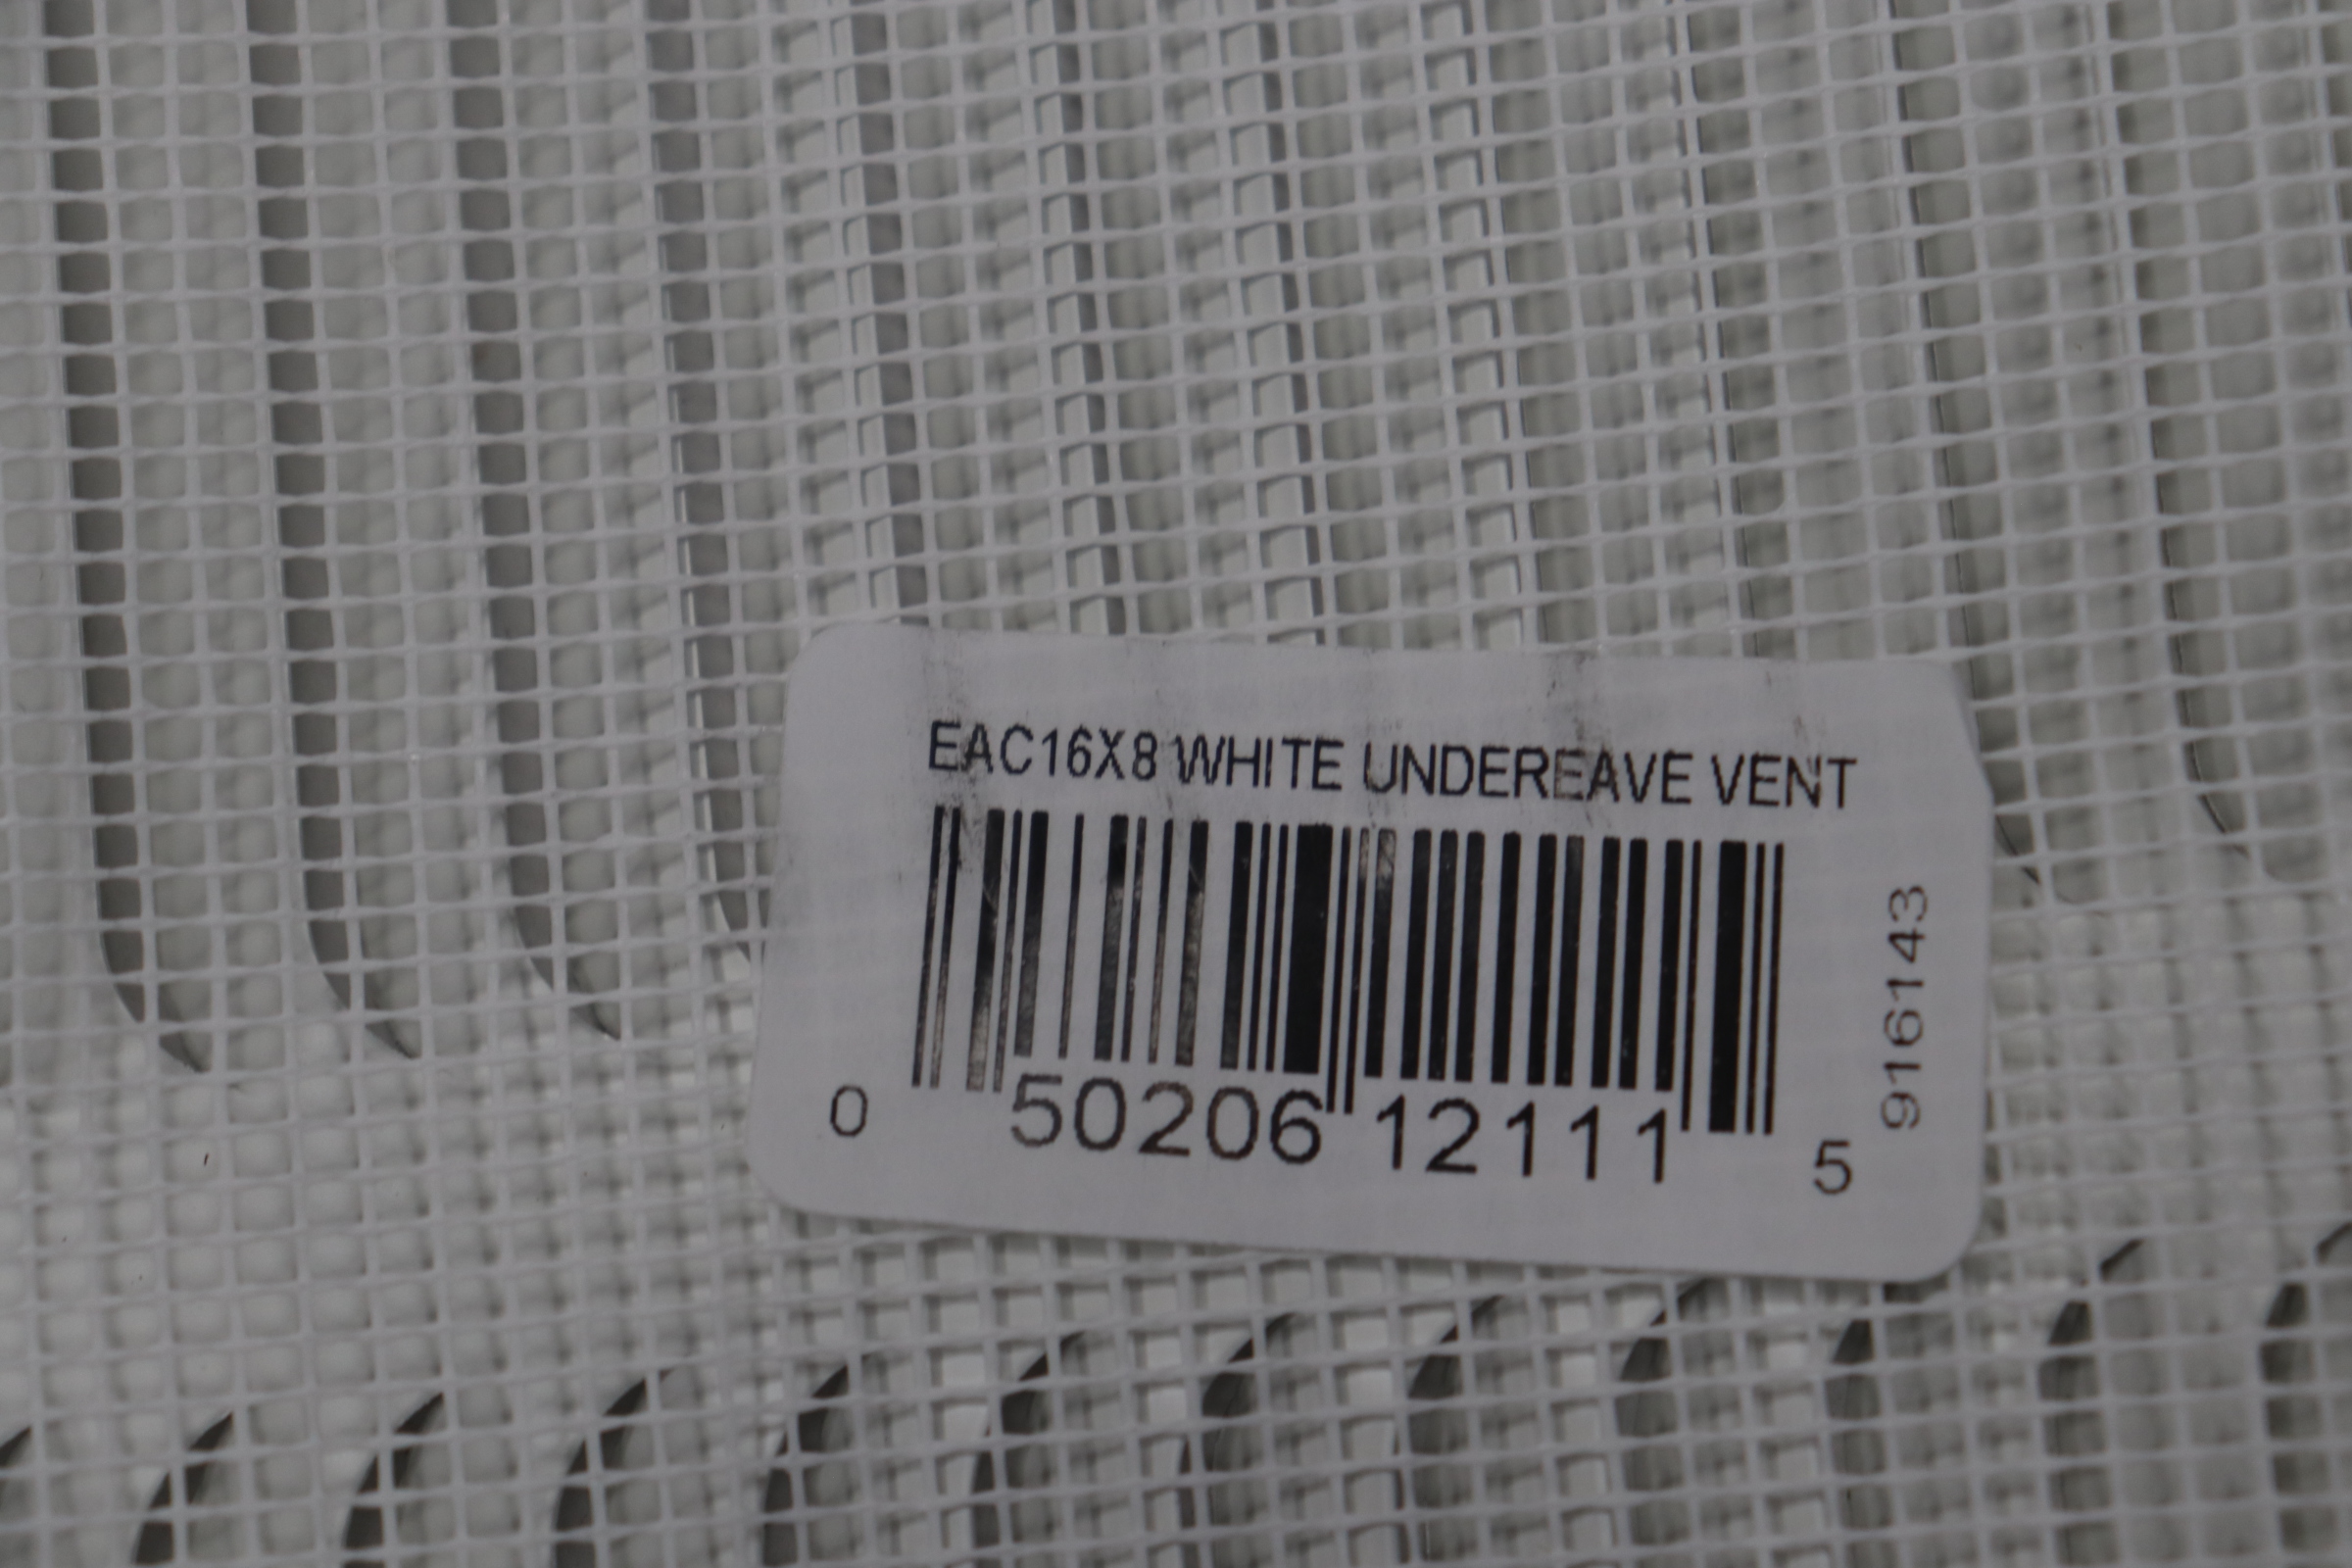 EAC16X8 WHITE UNDEREAVE VENT
0 50206 12111 5
916143